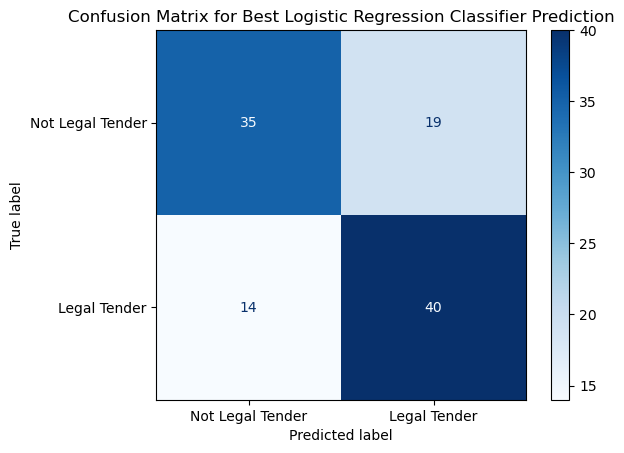 Confusion Matrix for Best Logistic Regression Classifier Prediction
True label
Not Legal Tender
35
19
Legal Tender
14
40
Not Legal Tender
Legal Tender
Predicted label
40
35
30
25
20
15